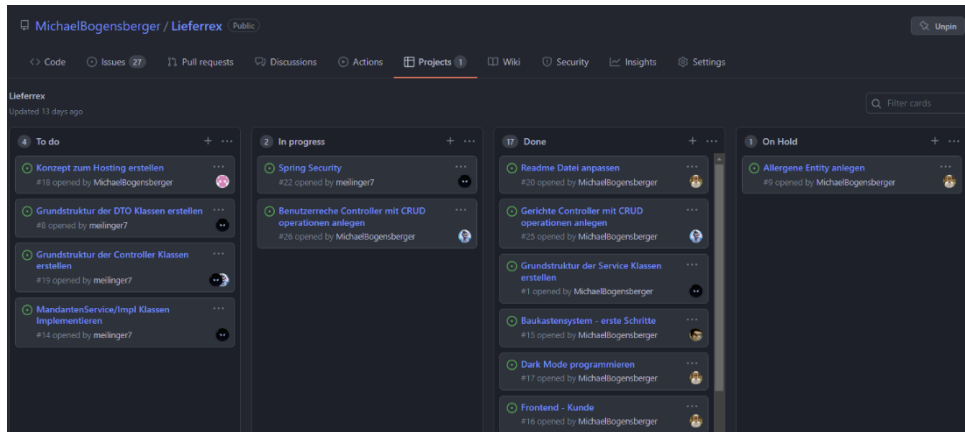 MichaelBogensberger / Lieferrex Public
Unpin
Code Issues 27 Pull requests Discussions Actions Projects 1 Wiki Security Insights Settings
Lieferrex
Updated 13 days ago
Filter cards
4 To do
Konzept zum Hosting erstellen
#18 opened by MichaelBogensberger
Grundstruktur der DTO Klassen erstellen
#8 opened by meilinger7
Grundstruktur der Controller Klassen
erstellen
#19 opened by meilinger7
MandantenService/Impl Klassen
Implementieren
#14 opened by meilinger7
2 In progress
Spring Security
#22 opened by meilinger7
Benutzerreche Controller mit CRUD
operationen anlegen
#26 opened by MichaelBogensberger
17 Done
Readme Datei anpassen
#20 opened by MichaelBogensberger
Gerichte Controller mit CRUD
operationen anlegen
#25 opened by MichaelBogensberger
Grundstruktur der Service Klassen
erstellen
#1 opened by MichaelBogensberger
Baukastensystem - erste Schritte
#15 opened by MichaelBogensberger
Dark Mode programmieren
#17 opened by MichaelBogensberger
Frontend - Kunde
#16 opened by MichaelBogensberger
1 On Hold
Allergene Entity anlegen
#9 opened by MichaelBogensberger